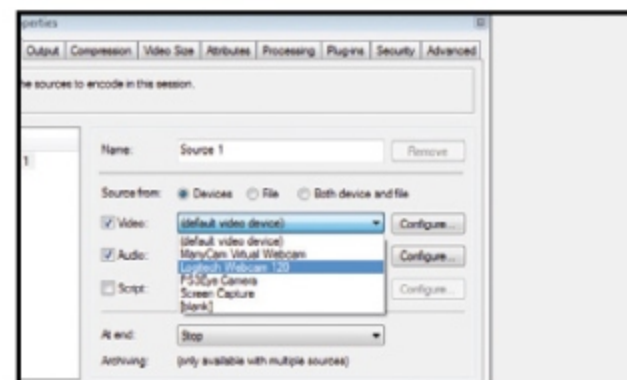 operties
Output Compression Video Size Attributes Processing Plug-ins Security Advanced
he sources to encode in this session.
1
Name: Source 1 Remove
Source from: Devices File Both device and file
Video: (default video device) Configure...
(default video device)
ManyCam Virtual Webcam
Audio: Configure...
Logitech Webcam 120
FSSEye Camera
Script: Configure...
Screen Capture
[blank]
At end: Stop
Archiving: (only available with multiple sources)